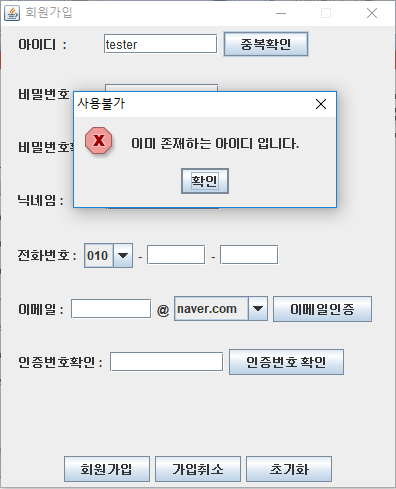 회원가입
아이디 : tester 중복확인
비밀번호
사용불가
이미 존재하는 아이디 입니다.
확인
비밀번호확
닉네임 :
전화번호 : 010 - -
이메일 : @ naver.com 이메일인증
인증번호확인 : 인증번호 확인
회원가입 가입취소 초기화